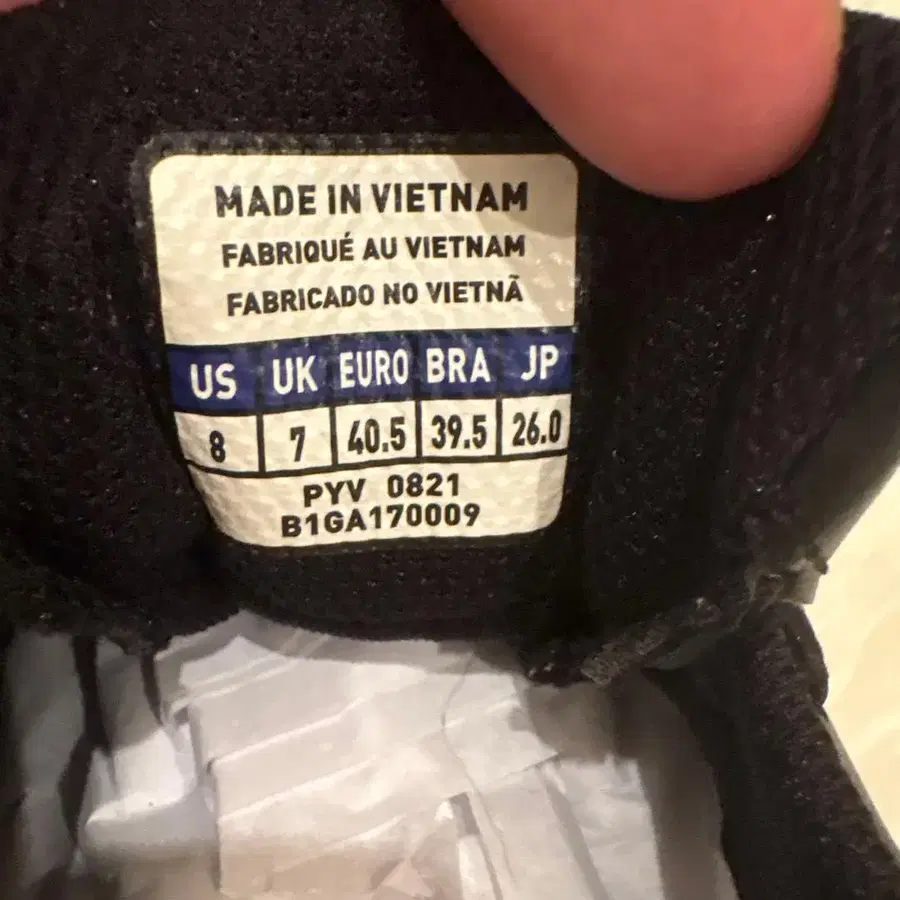 MADE IN VIETNAM
FABRIQUÉ AU VIETNAM
FABRICADO NO VIETNÃ
US UK EURO BRA JP
8 7 40.5 39.5 26.0
PYV 0821
B1GA170009